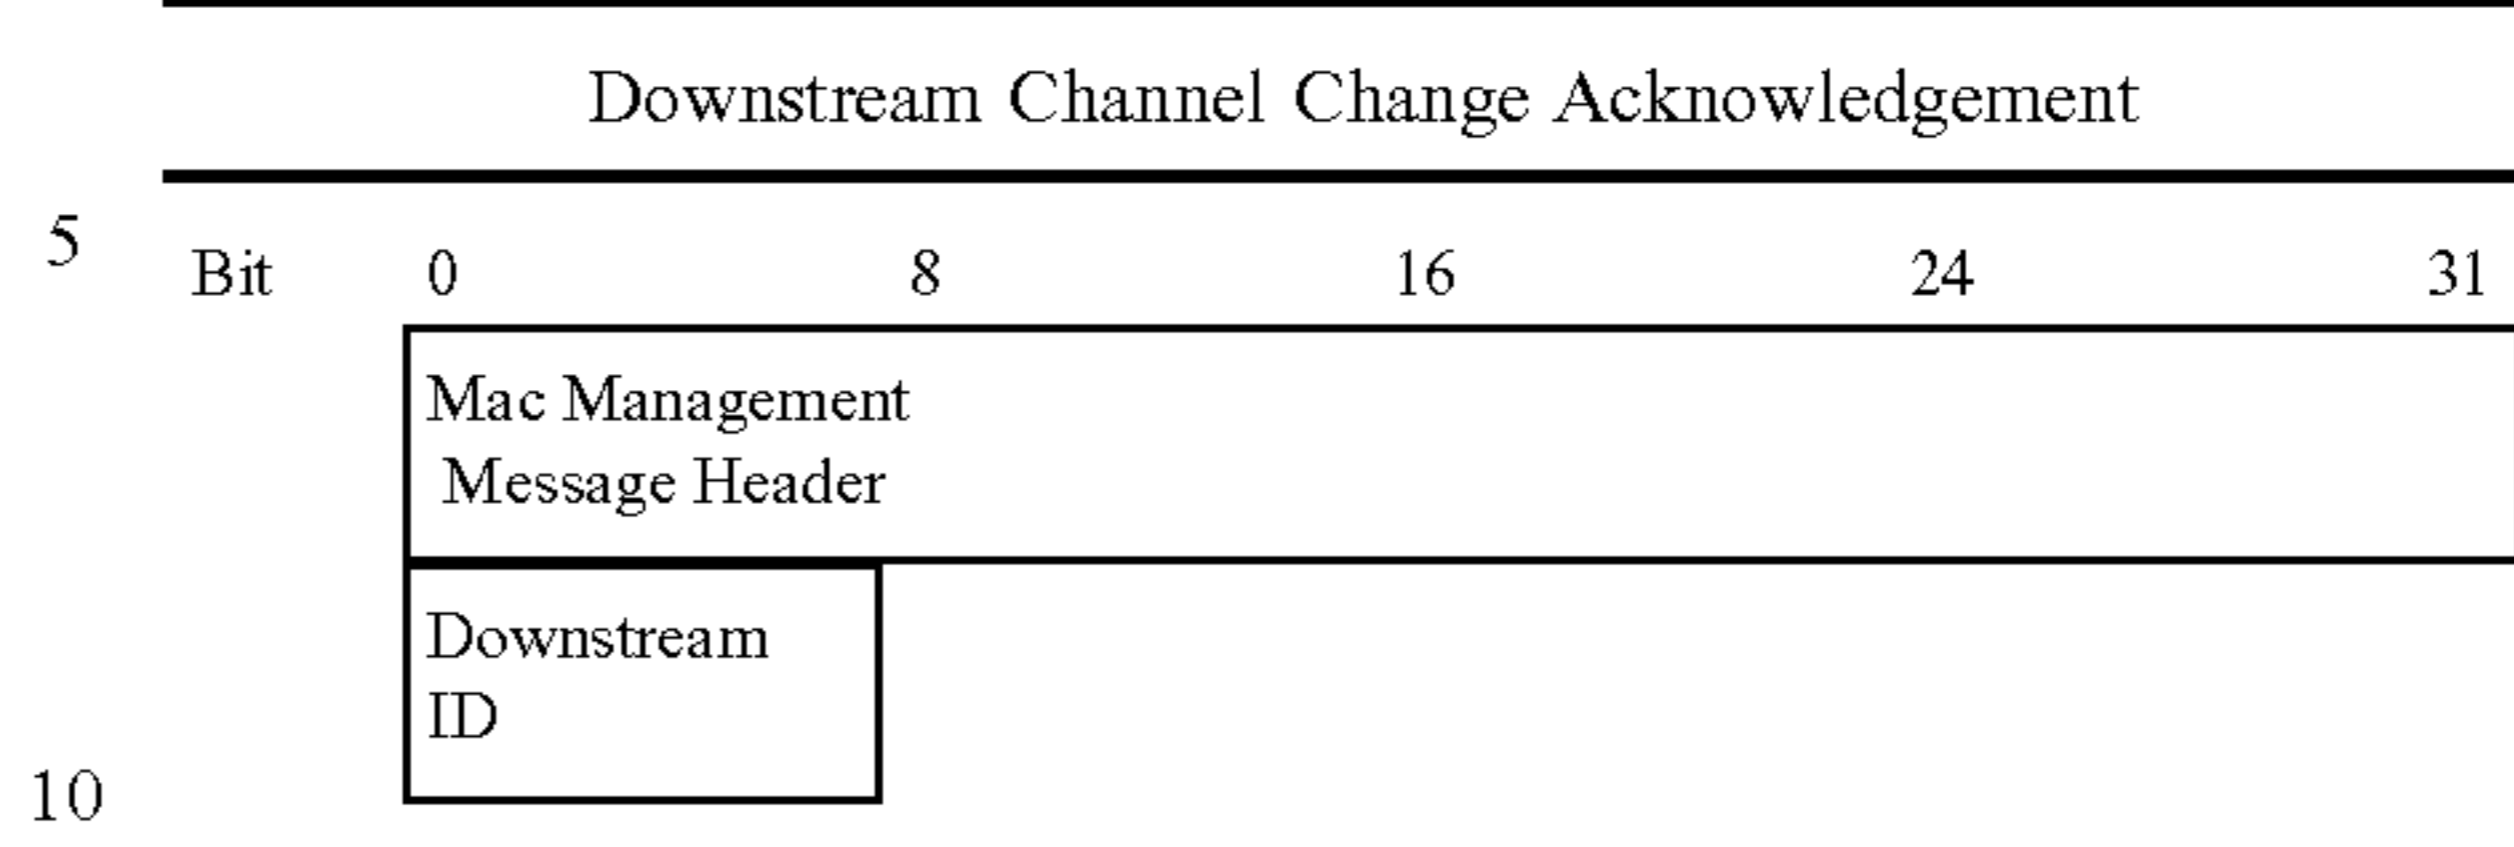 Downstream Channel Change Acknowledgement
5
Bit 0 8 16 24 31
Mac Management
Message Header
Downstream
ID
10